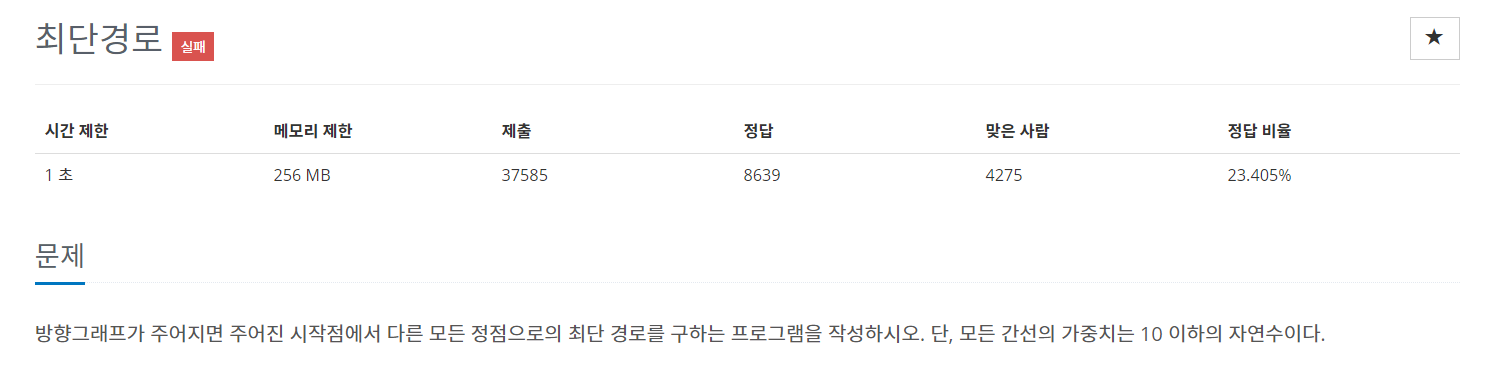 최단경로 실패
★
시간 제한 메모리 제한 제출 정답 맞은 사람 정답 비율
1 초 256 MB 37585 8639 4275 23.405%
문제
방향그래프가 주어지면 주어진 시작점에서 다른 모든 정점으로의 최단 경로를 구하는 프로그램을 작성하시오. 단, 모든 간선의 가중치는 10 이하의 자연수이다.